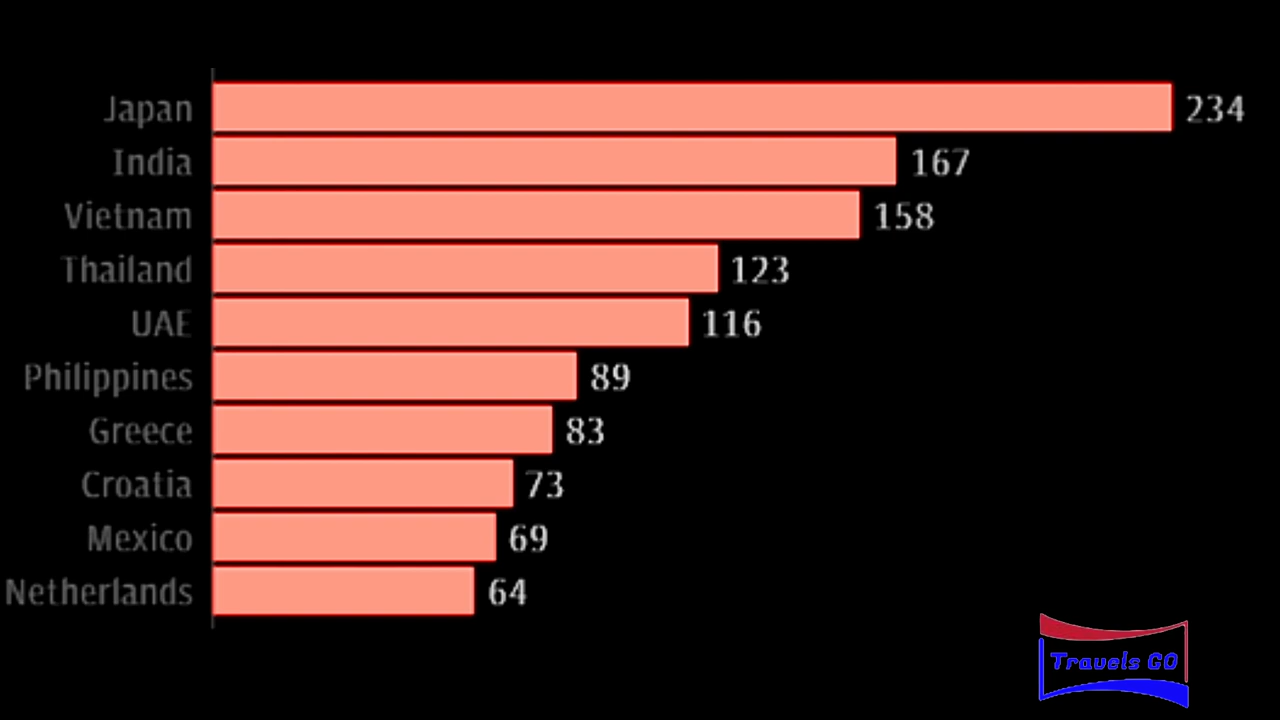 Japan 234
India 167
Vietnam 158
Thailand 123
UAE 116
Philippines 89
Greece 83
Croatia 73
Mexico 69
Netherlands 64
Travels GO